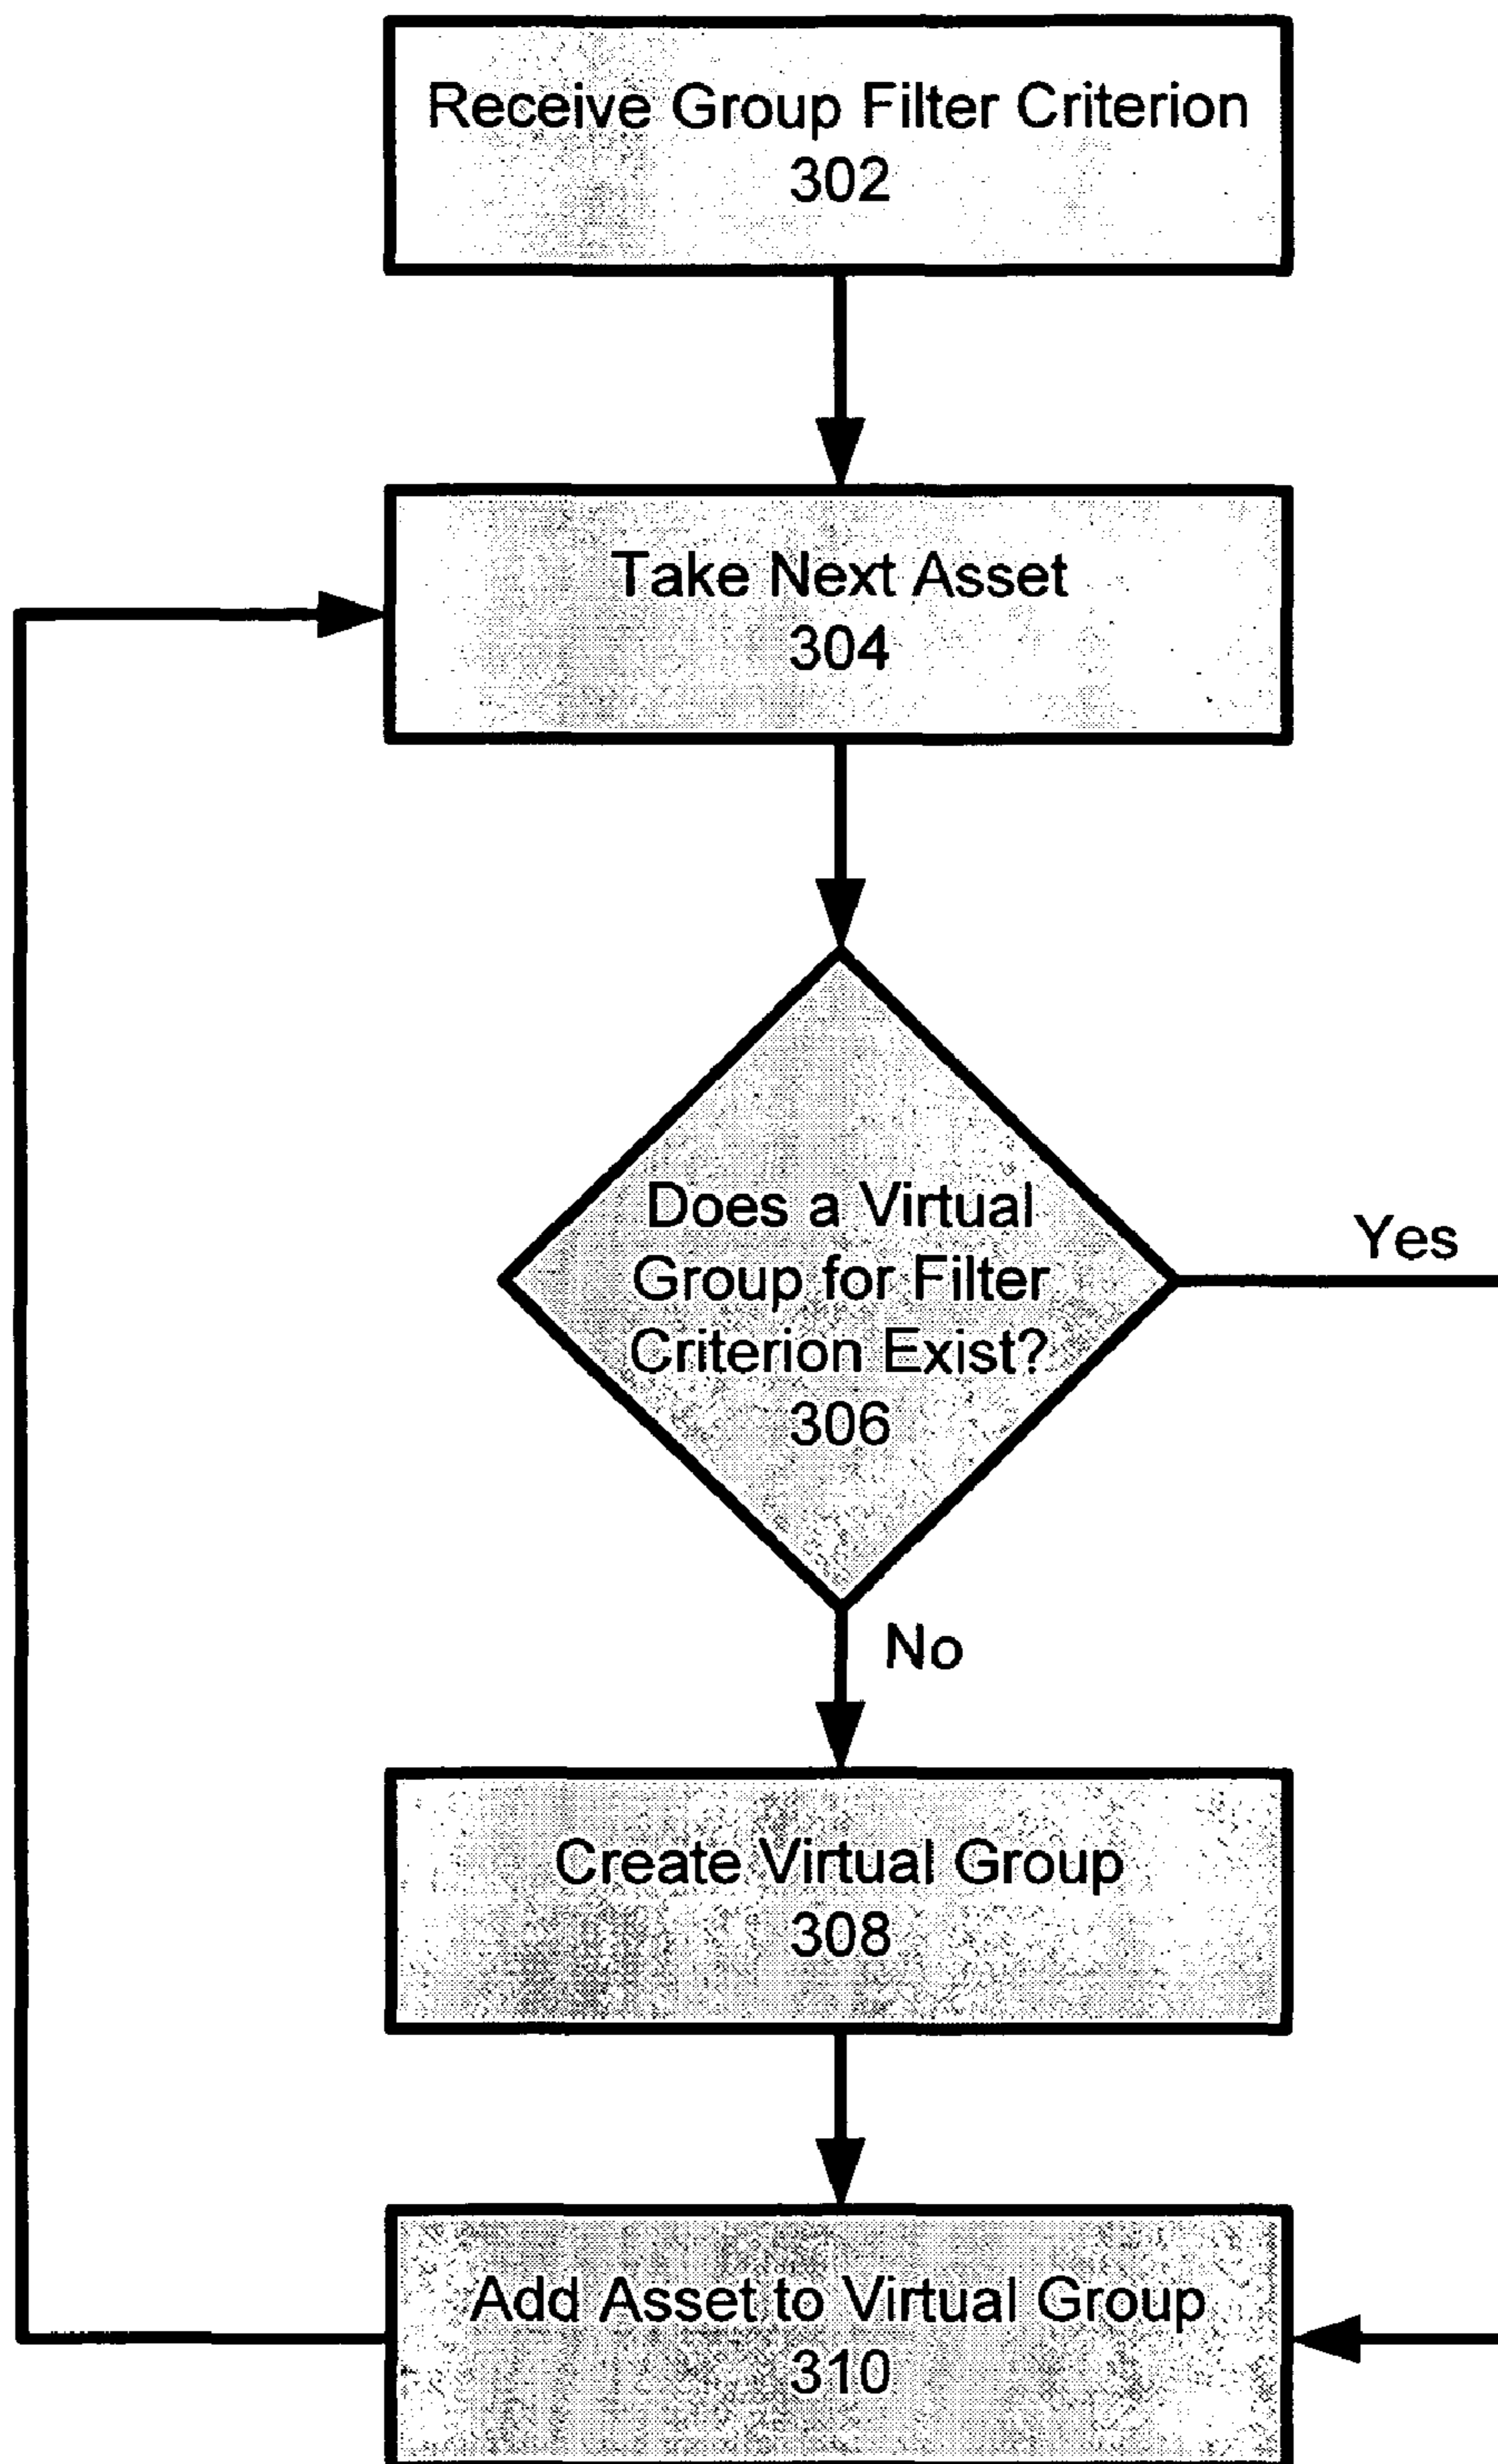 Receive Group Filter Criterion
302
Take Next Asset
304
Does a Virtual
Group for Filter
Criterion Exist?
306
Yes
No
Create Virtual Group
308
Add Asset to Virtual Group
310